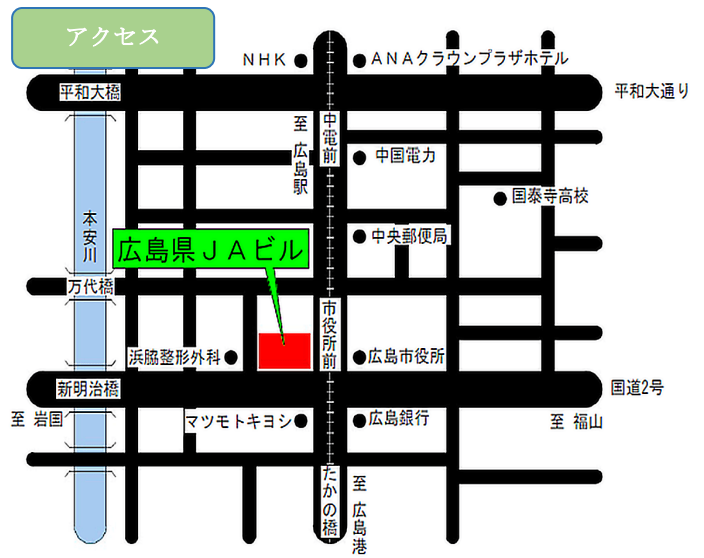 アクセス
NHK
ANAクラウンプラザホテル
平和大橋
平和大通り
中電前
至 広島駅
中国電力
国泰寺高校
本安川
中央郵便局
広島県JAビル
万代橋
市役所前
浜脇整形外科
広島市役所
新明治橋
国道2号
至 岩国
マツモトキヨシ
広島銀行
至 福山
たかの橋
至 広島港